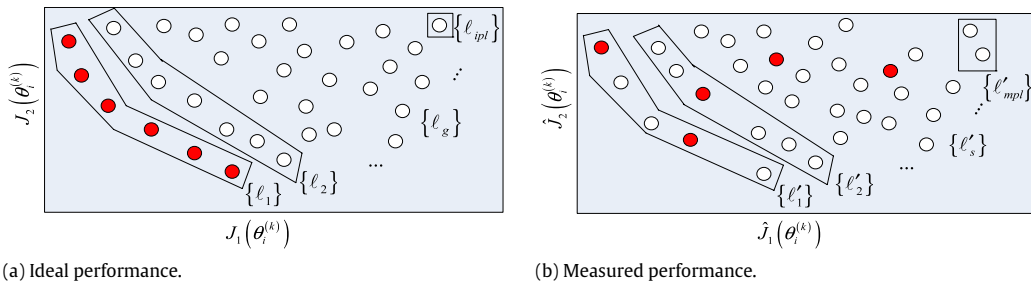 {ℓ_ipl}
...
{ℓ_g}
...
{ℓ_2}
{ℓ_1}
J_2(θ_i^(k))
J_1(θ_i^(k))
(a) Ideal performance.
{ℓ'_mpl}
...
{ℓ'_s}
...
{ℓ'_2}
{ℓ'_1}
Ĵ_2(θ_i^(k))
Ĵ_1(θ_i^(k))
(b) Measured performance.